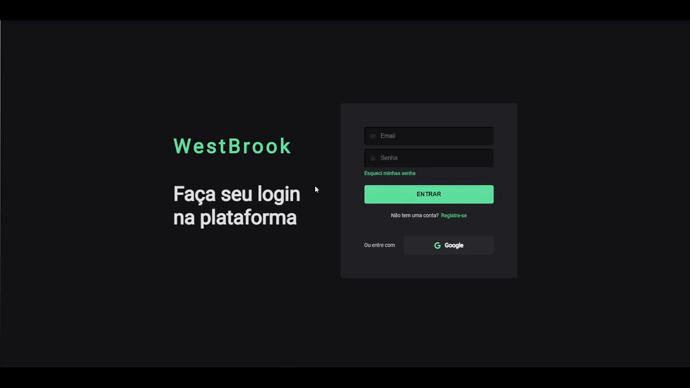 WestBrook
Faça seu login
na plataforma
Email
Senha
Esqueci minhas senha
ENTRAR
Não tem uma conta? Registre-se
Ou entre com
Google